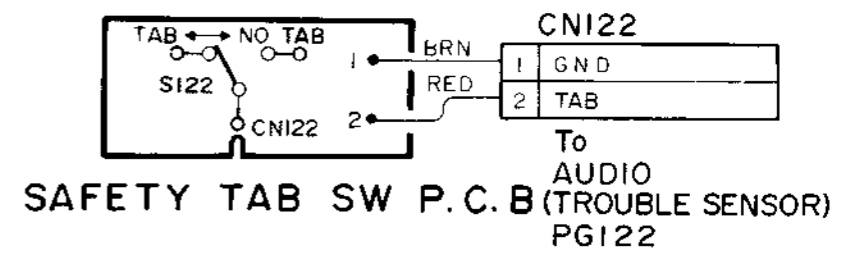 CN122
TAB ↔ NO TAB
S122
CN122
1
2
BRN
RED
1 GND
2 TAB
To
AUDIO
(TROUBLE SENSOR)
PG122
SAFETY TAB SW P.C.B